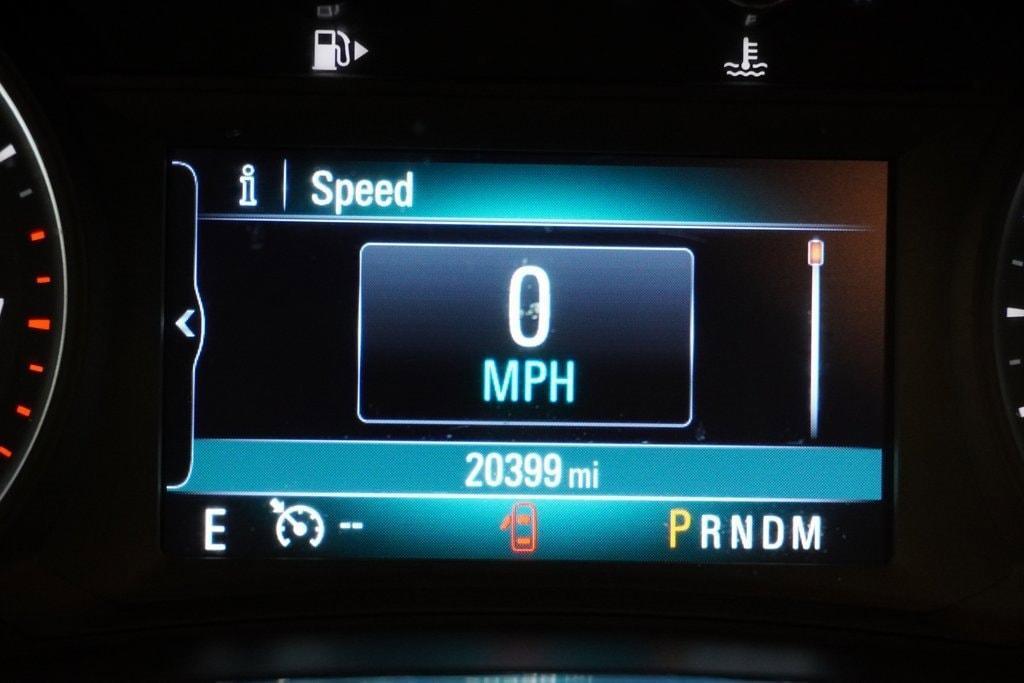 F
Speed
0
MPH
20399 mi
E -- PRNDM